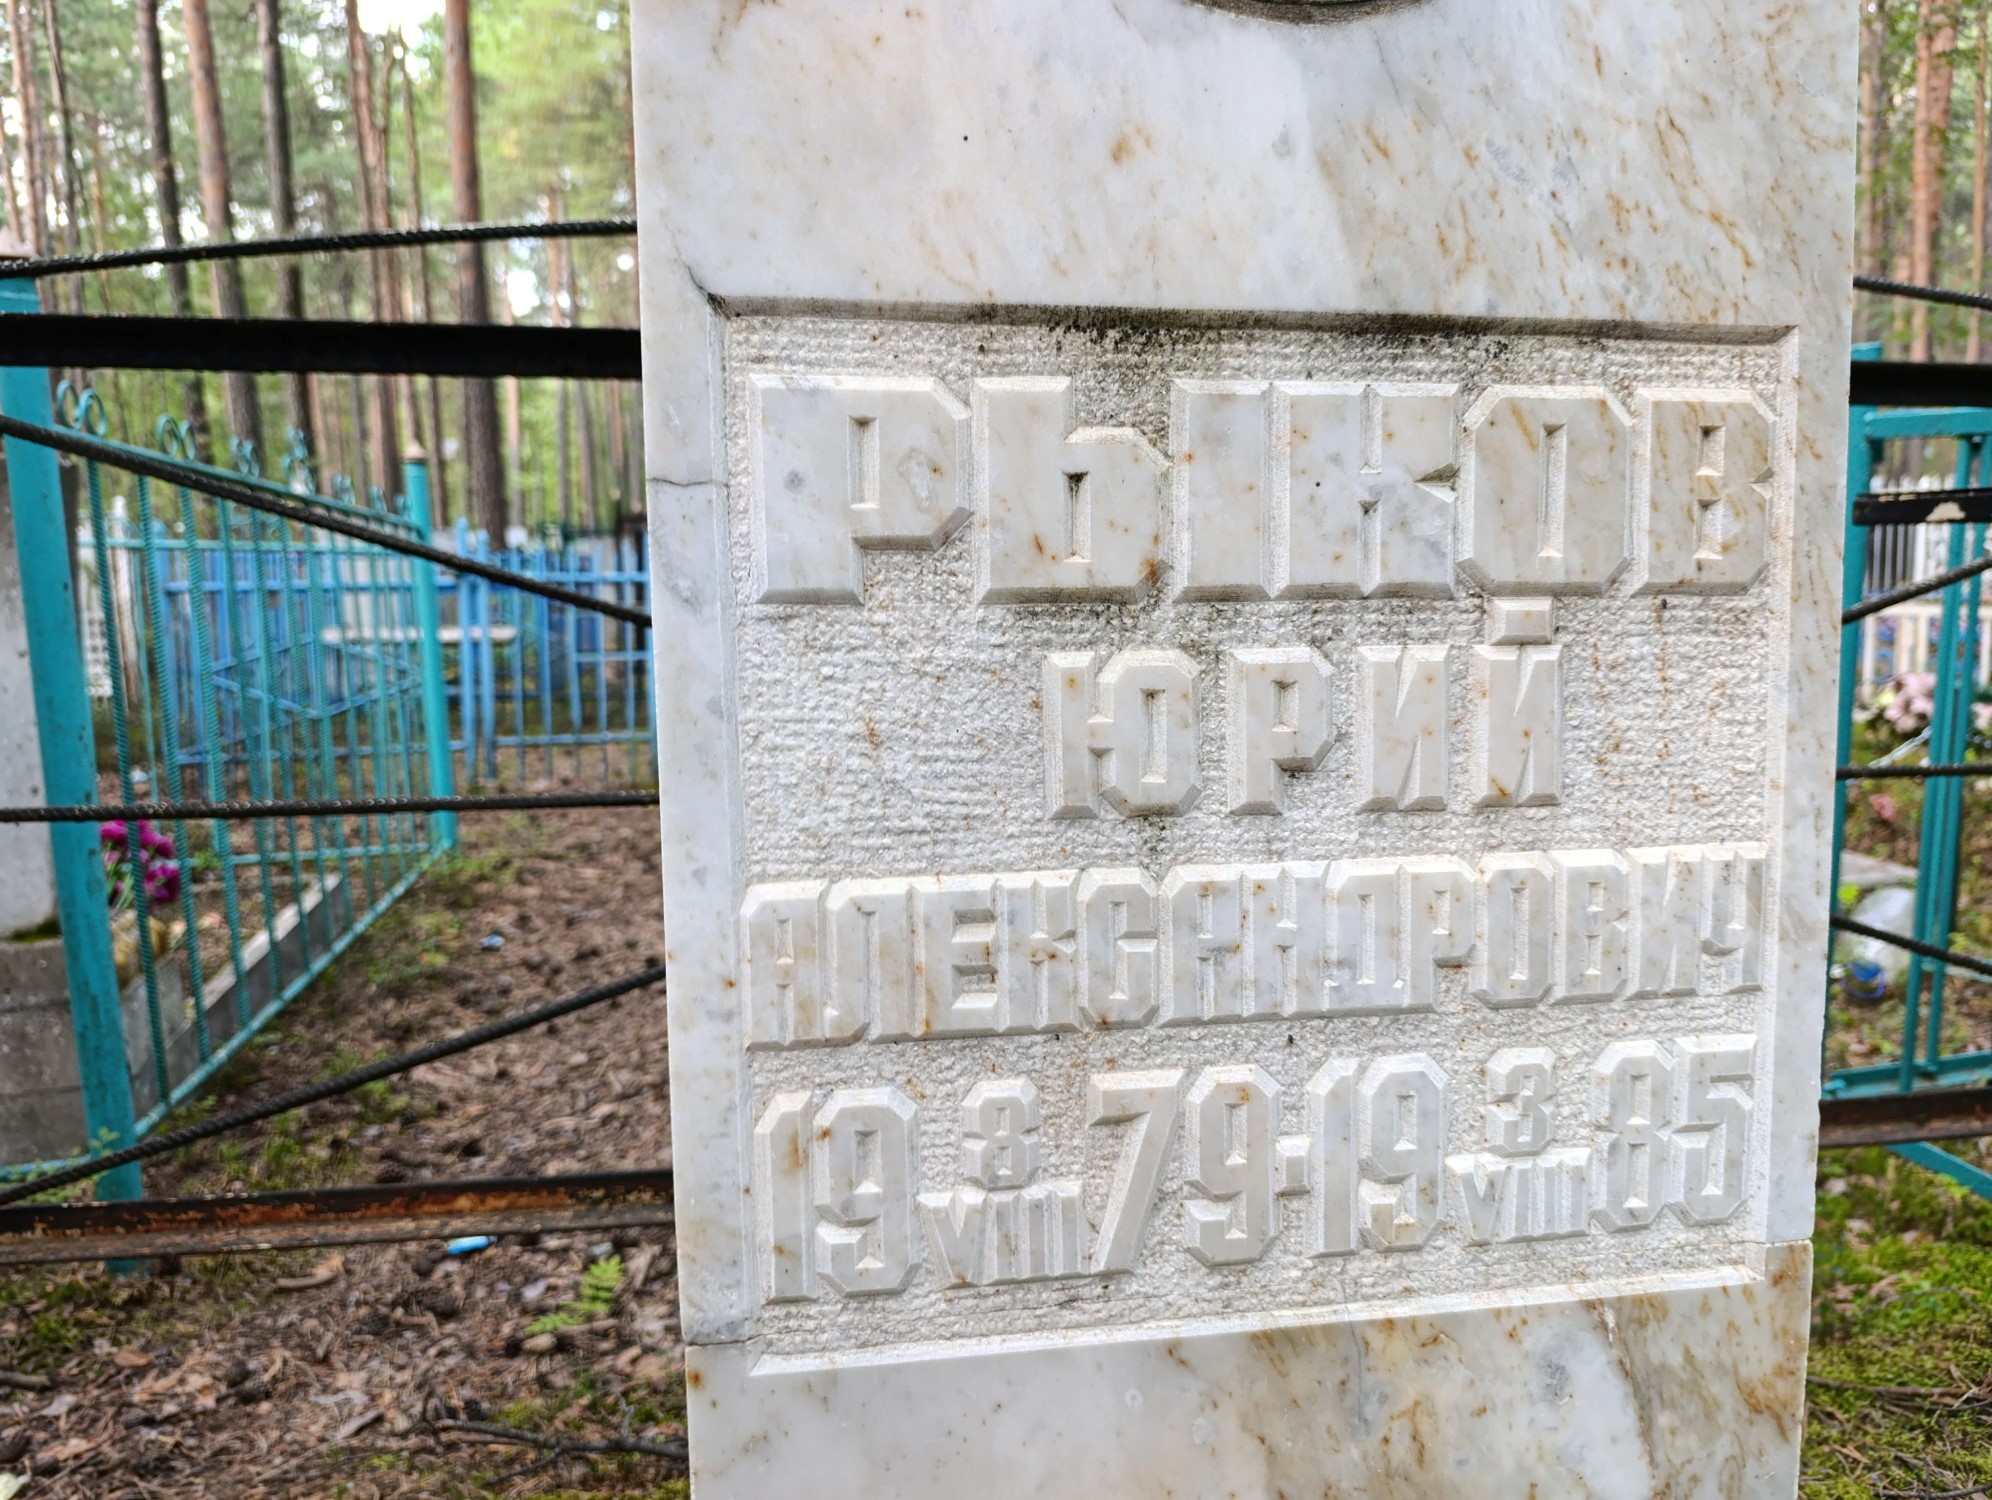 РЫКОВ
ЮРИЙ
АЛЕКСАНДРОВИЧ
19 8/VIII 79-19 3/VIII 85